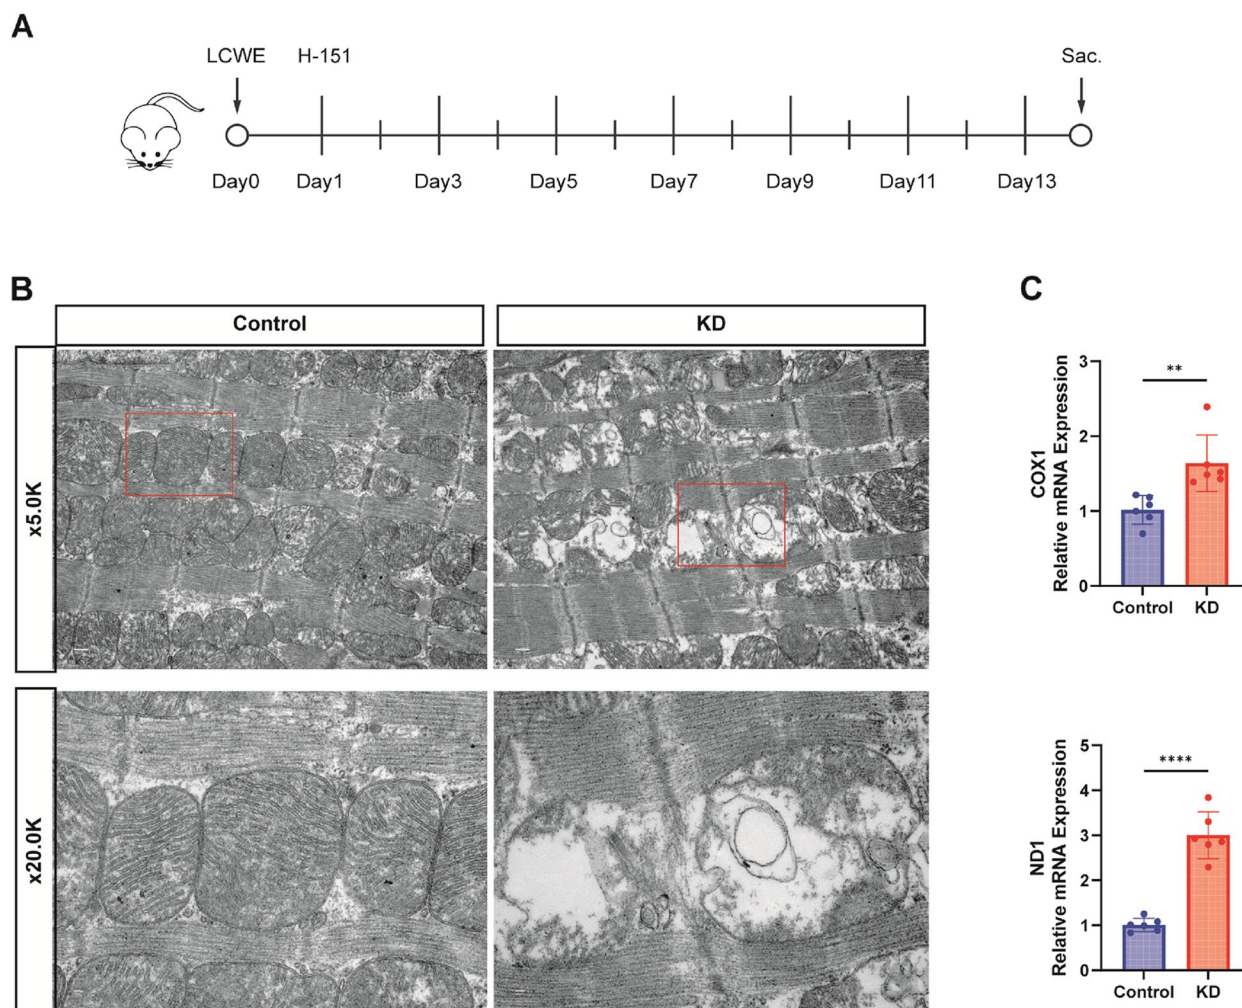 A
LCWE H-151 Sac.
Day0 Day1 Day3 Day5 Day7 Day9 Day11 Day13
B
Control KD
x5.0K
x20.0K
C
COX1
Relative mRNA Expression
3
**
2
1
0
Control KD
ND1
Relative mRNA Expression
5
****
4
3
2
1
0
Control KD